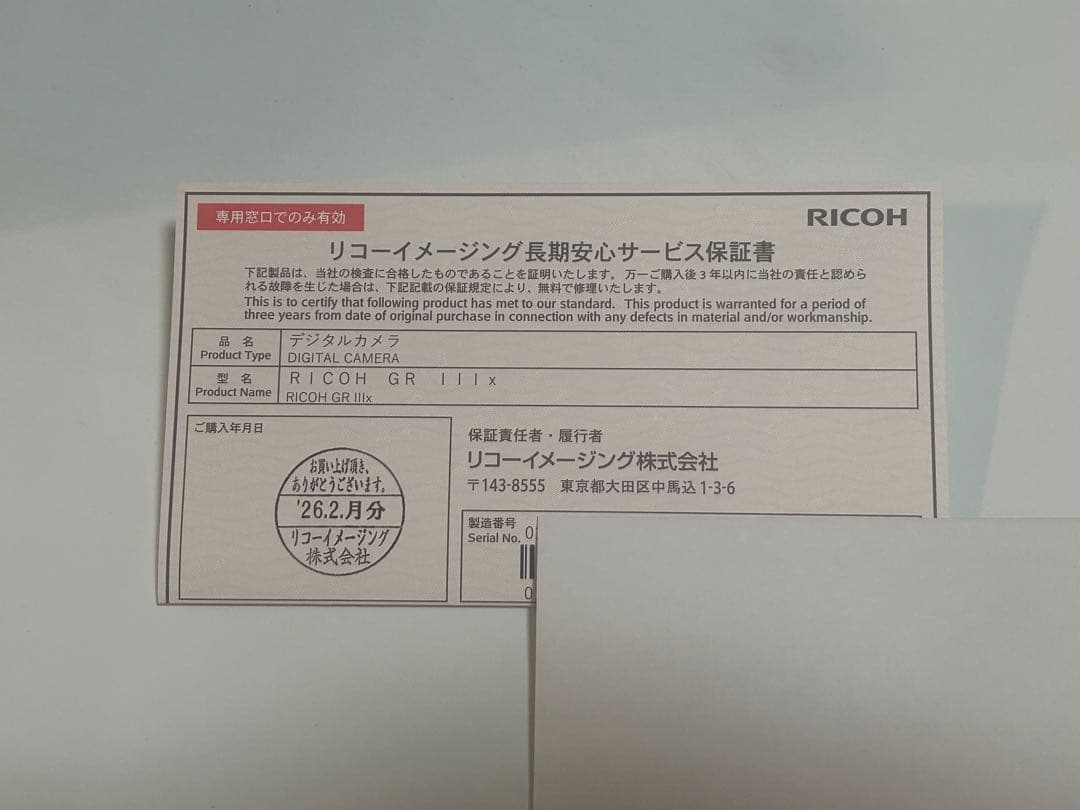 専用窓口でのみ有効
RICOH
リコーイメージング長期安心サービス保証書
下記製品は、当社の検査に合格したものであることを証明いたします。 万一ご購入後3年以内に当社の責任と認めら
れる故障を生じた場合は、下記記載の保証規定により、無料で修理いたします。
This is to certify that following product has met to our standard. This product is warranted for a period of
three years from date of original purchase in connection with any defects in material and/or workmanship.
品 名
Product Type
デジタルカメラ
DIGITAL CAMERA
型 名
Product Name
RICOH GR IIIx
RICOH GR IIIx
ご購入年月日
お買い上げ頂き、
ありがとうございます。
'26.2.月分
リコーイメージング
株式会社
保証責任者・履行者
リコーイメージング株式会社
〒143-8555 東京都大田区中馬込1-3-6
製造番号
Serial No.
0
0